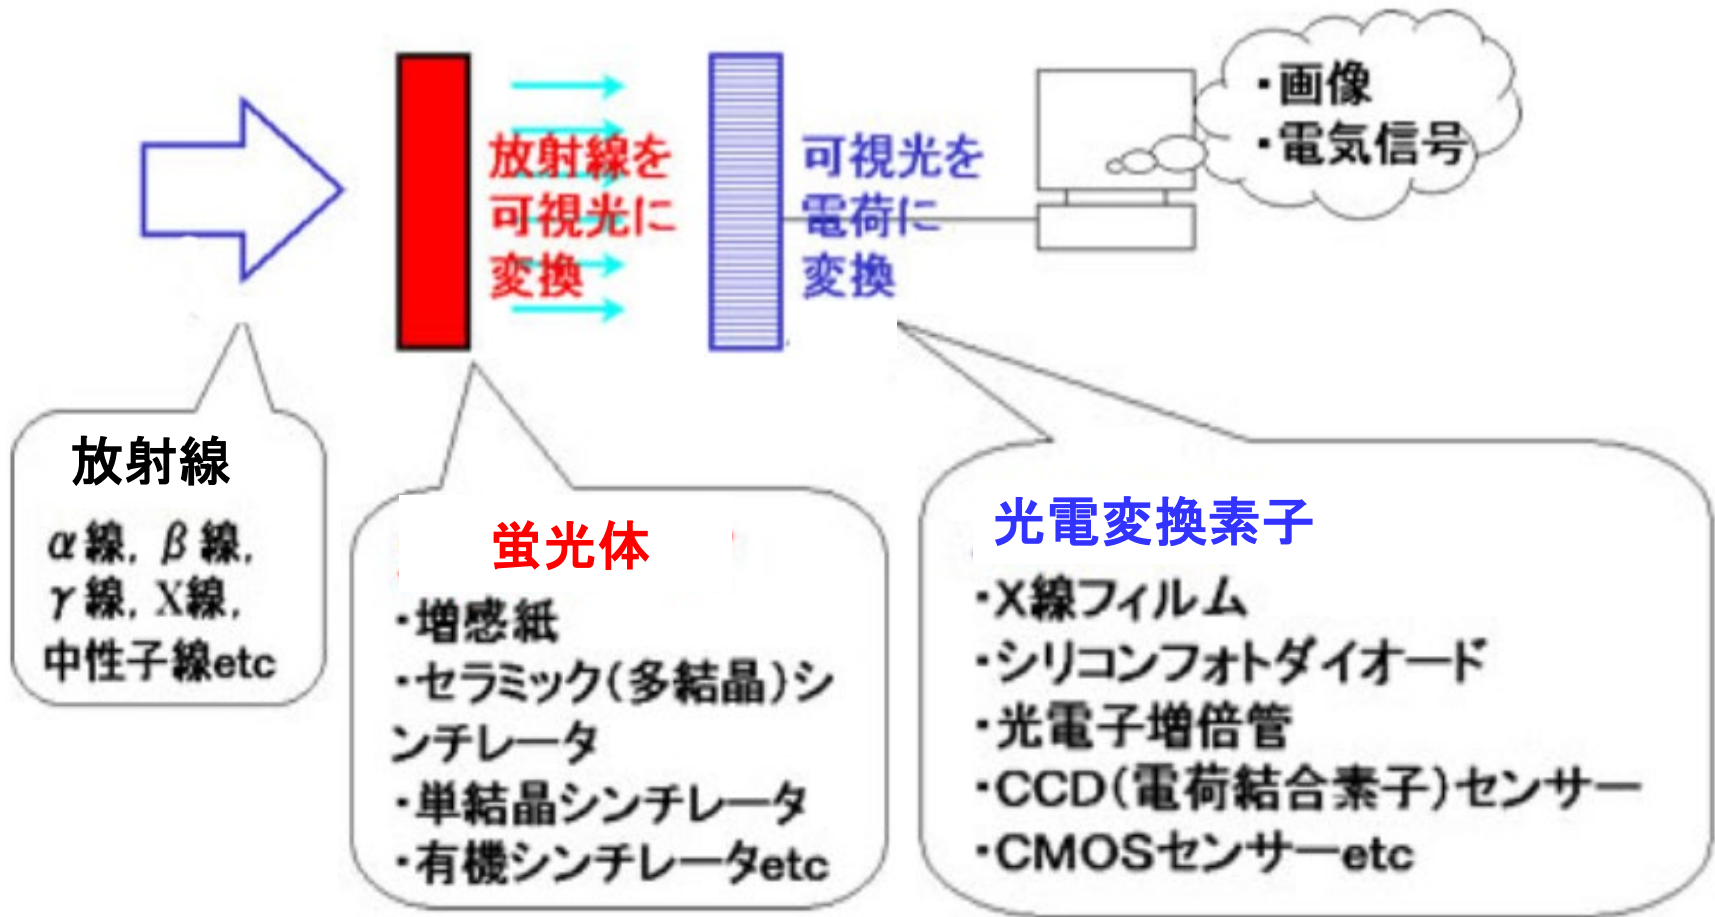 放射線を
可視光に
変換
可視光を
電荷に
変換
・画像
・電気信号
放射線
α線, β線,
γ線, X線,
中性子線etc
蛍光体
・増感紙
・セラミック(多結晶)シ
ンチレータ
・単結晶シンチレータ
・有機シンチレータetc
光電変換素子
・X線フィルム
・シリコンフォトダイオード
・光電子増倍管
・CCD(電荷結合素子)センサー
・CMOSセンサーetc